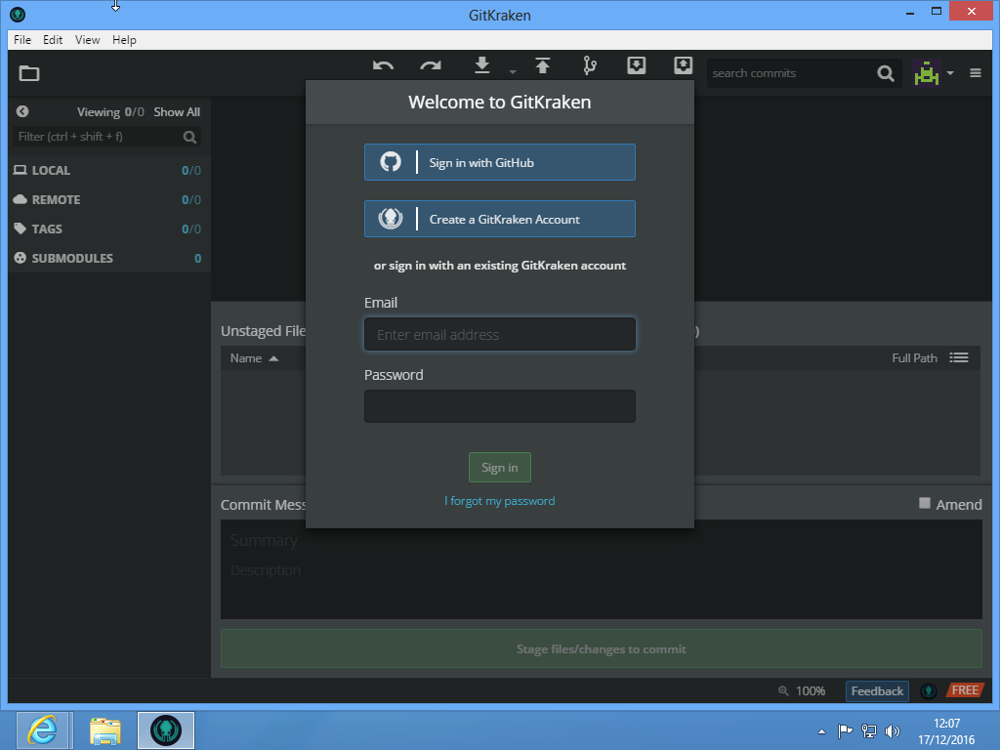 GitKraken
File Edit View Help
search commits
Viewing 0/0 Show All
Filter (ctrl + shift + f)
LOCAL 0/0
REMOTE 0/0
TAGS 0/0
SUBMODULES 0
Welcome to GitKraken
Sign in with GitHub
Create a GitKraken Account
or sign in with an existing GitKraken account
Email
Enter email address
Password
Sign in
I forgot my password
Unstaged File
)
Name
Full Path
Commit Mess
Amend
Summary
Description
Stage files/changes to commit
100%
Feedback
FREE
12:07
17/12/2016